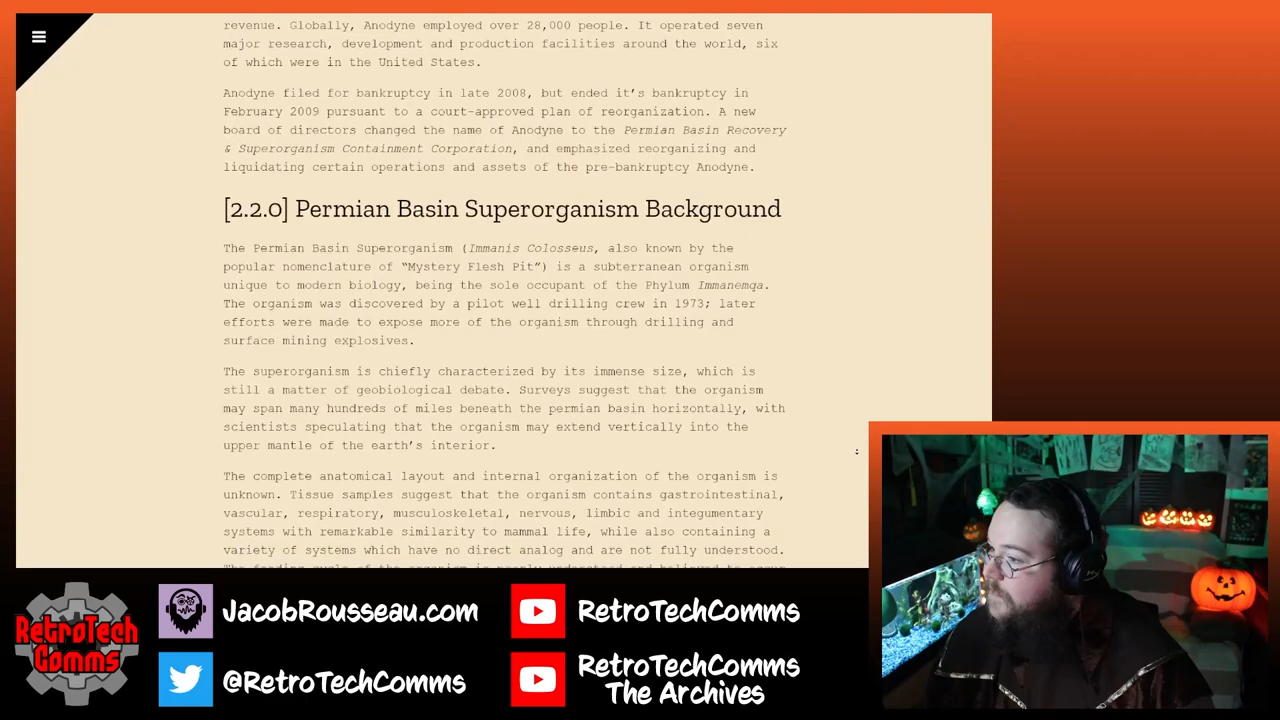 revenue. Globally, Anodyne employed over 28,000 people. It operated seven
major research, development and production facilities around the world, six
of which were in the United States.
Anodyne filed for bankruptcy in late 2008, but ended it's bankruptcy in
February 2009 pursuant to a court-approved plan of reorganization. A new
board of directors changed the name of Anodyne to the Permian Basin Recovery
& Superorganism Containment Corporation, and emphasized reorganizing and
liquidating certain operations and assets of the pre-bankruptcy Anodyne.
[2.2.0] Permian Basin Superorganism Background
The Permian Basin Superorganism (Immanis Colosseus, also known by the
popular nomenclature of “Mystery Flesh Pit”) is a subterranean organism
unique to modern biology, being the sole occupant of the Phylum Immanemqa.
The organism was discovered by a pilot well drilling crew in 1973; later
efforts were made to expose more of the organism through drilling and
surface mining explosives.
The superorganism is chiefly characterized by its immense size, which is
still a matter of geobiological debate. Surveys suggest that the organism
may span many hundreds of miles beneath the permian basin horizontally, with
scientists speculating that the organism may extend vertically into the
upper mantle of the earth’s interior.
The complete anatomical layout and internal organization of the organism is
unknown. Tissue samples suggest that the organism contains gastrointestinal,
vascular, respiratory, musculoskeletal, nervous, limbic and integumentary
systems with remarkable similarity to mammal life, while also containing a
variety of systems which have no direct analog and are not fully understood.
RetroTech
Comms
JacobRousseau.com
@RetroTechComms
RetroTechComms
RetroTechComms
The Archives